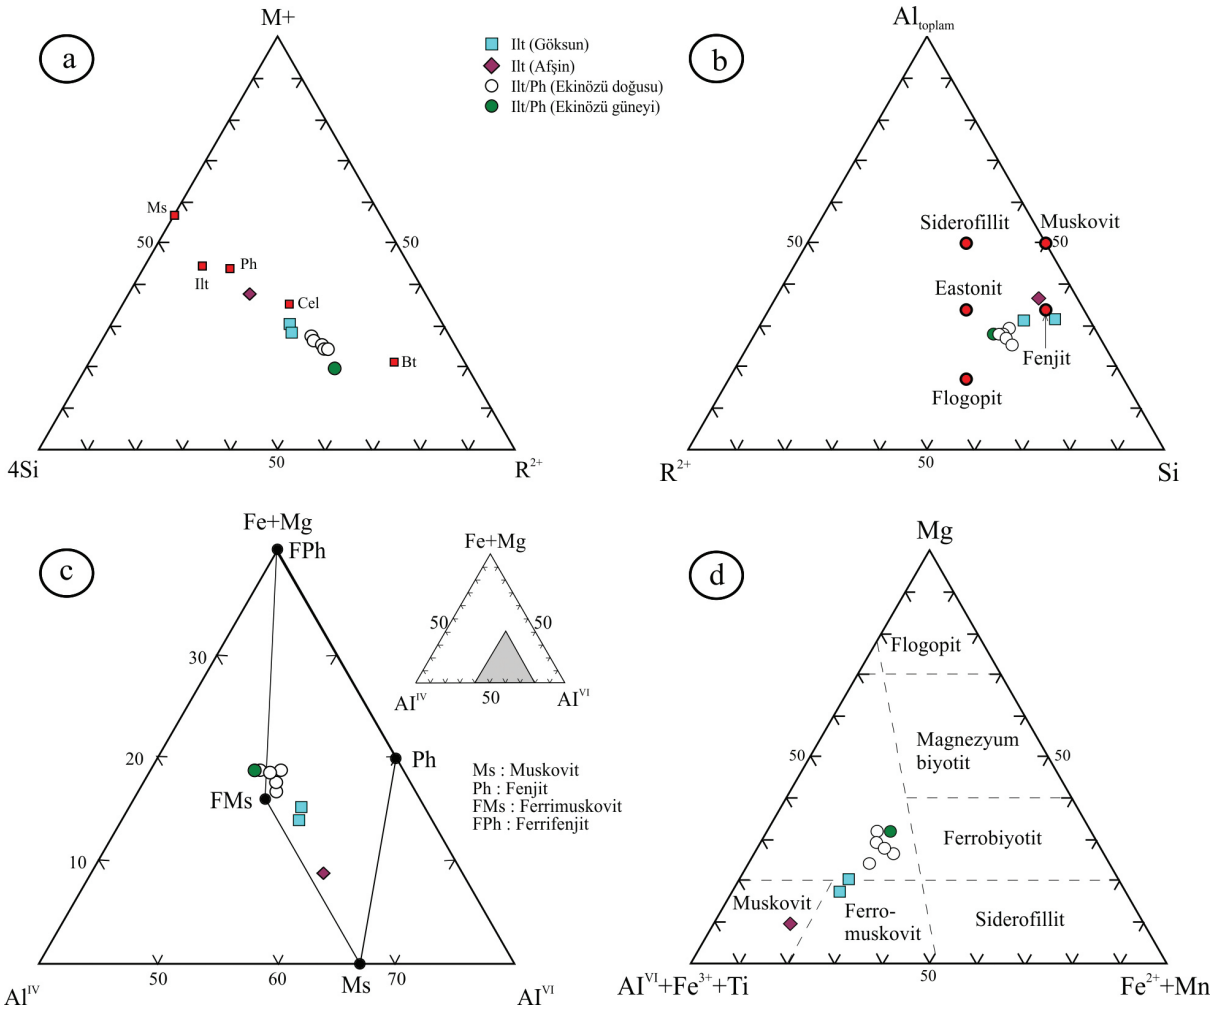 a
M+
Ilt (Göksun)
Ilt (Afşin)
Ilt/Ph (Ekinözü doğusu)
Ilt/Ph (Ekinözü güneyi)
Ms
50
50
Ilt
Ph
Cel
Bt
4Si
50
R²⁺
b
Altoplam
Siderofillit
Muskovit
50
50
Eastonit
Fenjit
Flogopit
R²⁺
50
Si
c
Fe+Mg
FPh
30
20
Ph
FMs
10
50
60
Ms
70
AlIV
AlVI
Fe+Mg
50
50
AlIV
50
AlVI
Ms : Muskovit
Ph : Fenjit
FMs : Ferrimuskovit
FPh : Ferrifenjit
d
Mg
Flogopit
Magnezyum
biyotit
50
50
Ferrobiyotit
Muskovit
Ferro-
muskovit
Siderofillit
AlVI+Fe³⁺+Ti
50
Fe²⁺+Mn